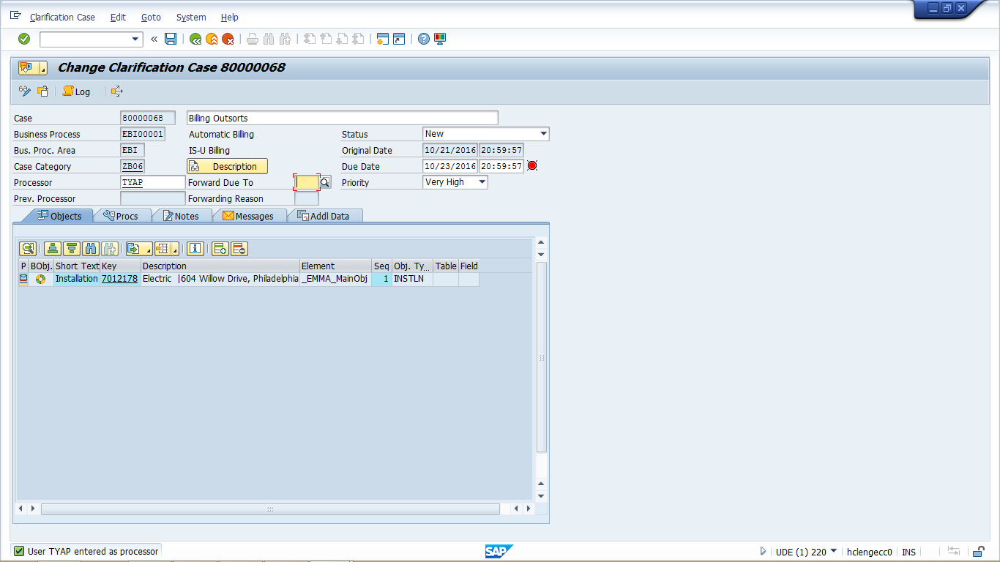 Clarification Case Edit Goto System Help
Change Clarification Case 80000068
Log
Case 80000068 Billing Outsorts
Business Process EBI00001 Automatic Billing Status New
Bus. Proc. Area EBI IS-U Billing Original Date 10/21/2016 20:59:57
Case Category ZB06 Description Due Date 10/23/2016 20:59:57
Processor TYAP Forward Due To Priority Very High
Prev. Processor Forwarding Reason
Objects Procs Notes Messages Addl Data
P BObj. Short Text Key Description Element Seq Obj. Ty... Table Field
Installation 7012178 Electric |604 Willow Drive, Philadelphia _EMMA_MainObj 1 INSTLN
User TYAP entered as processor SAP UDE (1) 220 hclengecc0 INS